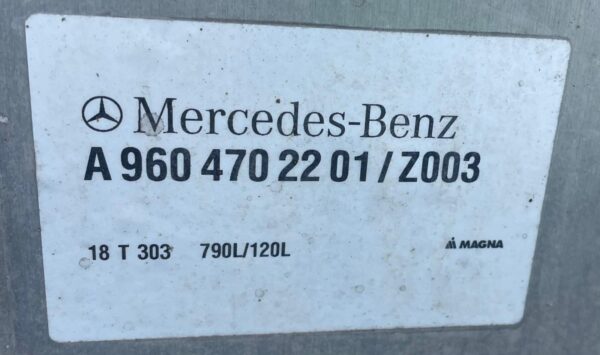 Mercedes-Benz
A 960 470 22 01/Z003
18 T 303 790L/120L MAGNA